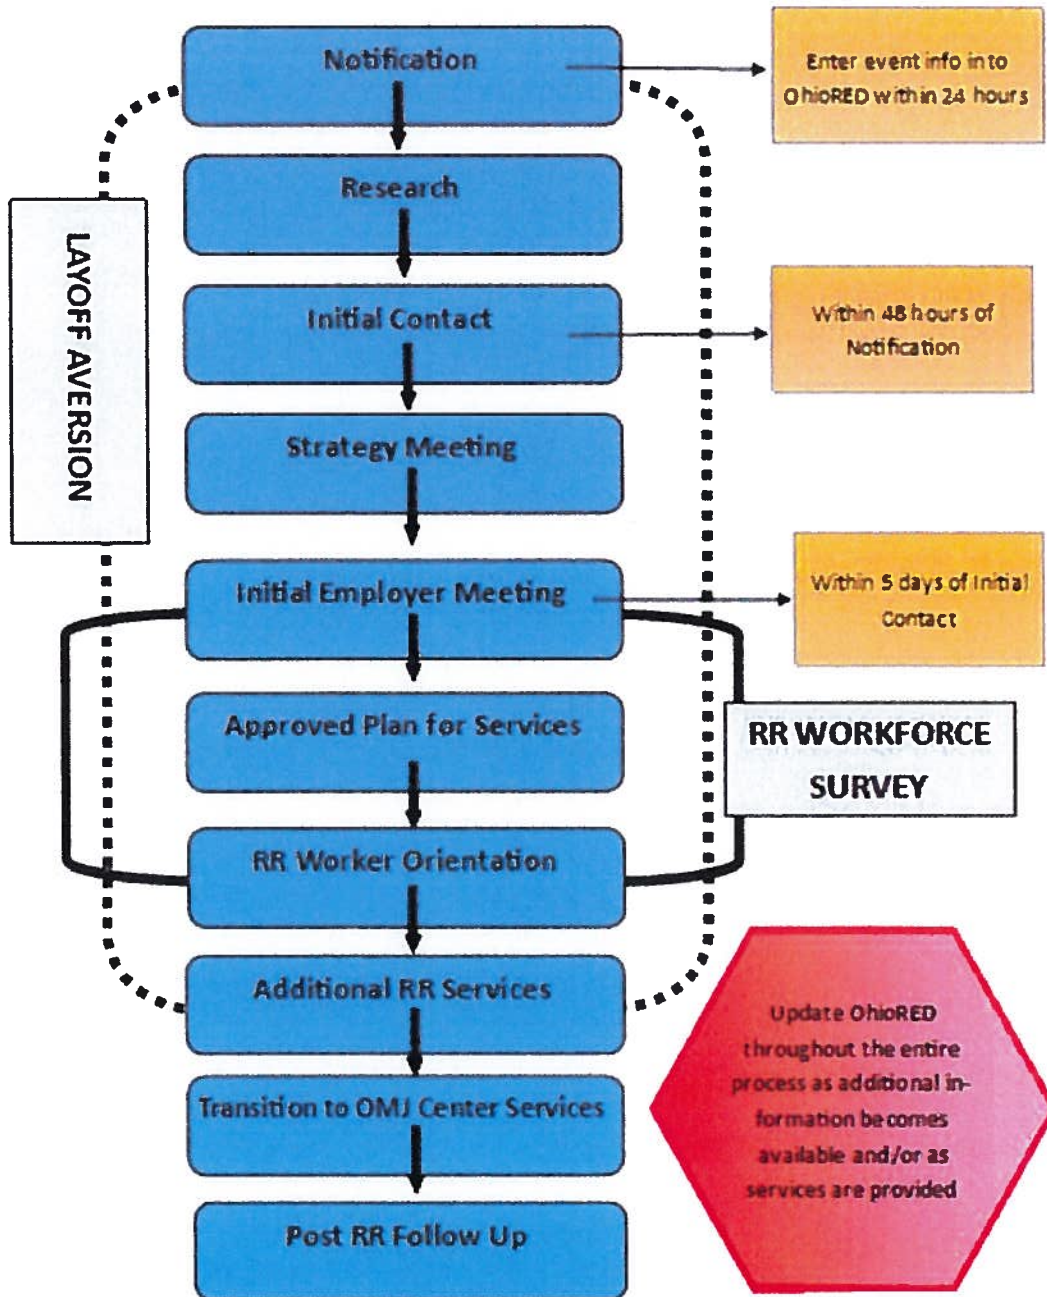 Notification
Enter event info in to
OhioRED within 24 hours
Research
LAYOFF AVERSION
Initial Contact
Within 48 hours of
Notification
Strategy Meeting
Initial Employer Meeting
Within 5 days of Initial
Contact
Approved Plan for Services
RR WORKFORCE
SURVEY
RR Worker Orientation
Additional RR Services
Update OhioRED
throughout the entire
process as additional in-
formation becomes
available and/or as
services are provided
Transition to OMJ Center Services
Post RR Follow Up